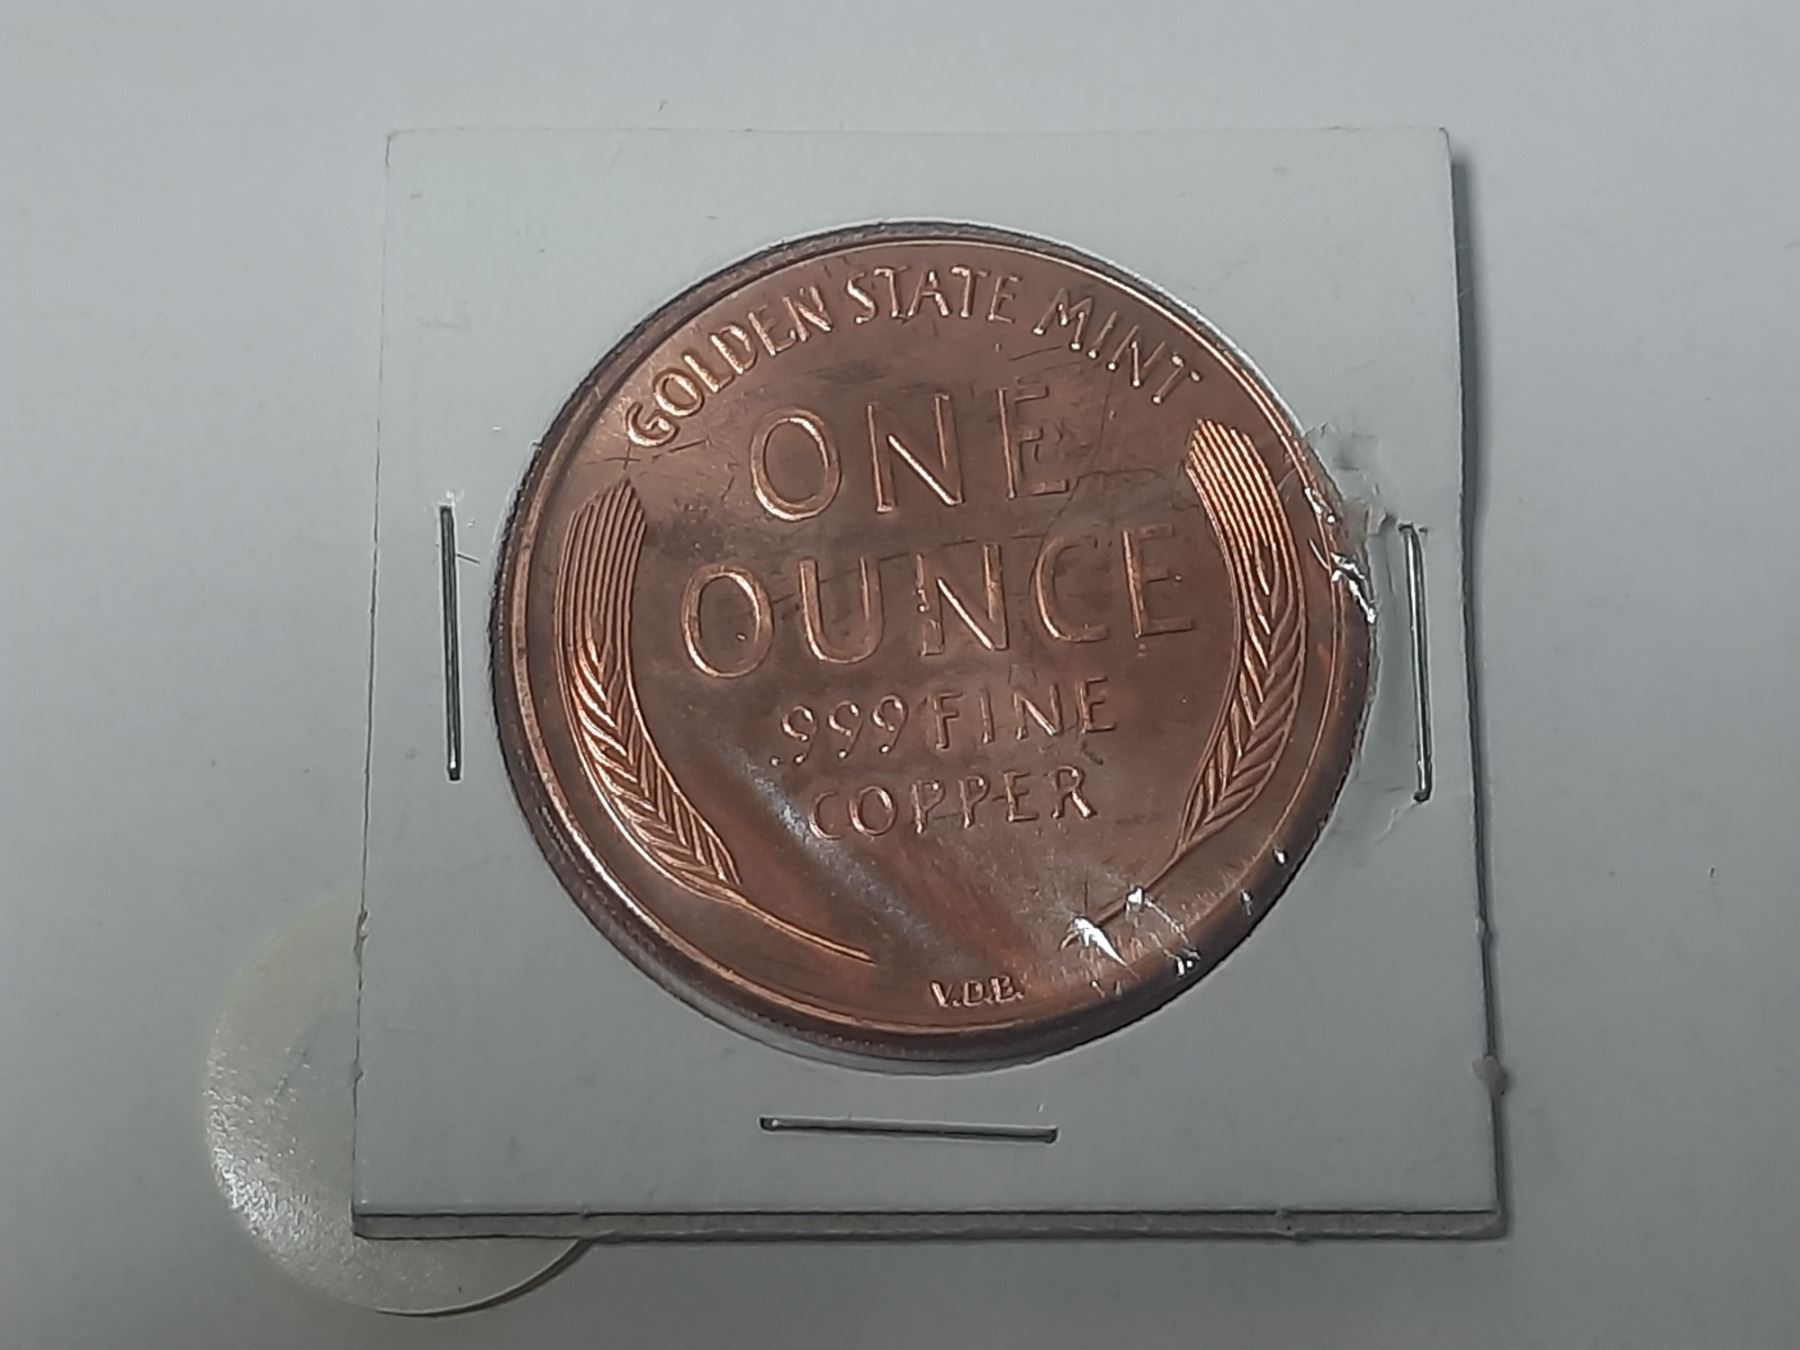 GOLDEN STATE MINT
ONE
OUNCE
.999 FINE
COPPER
V.D.B.